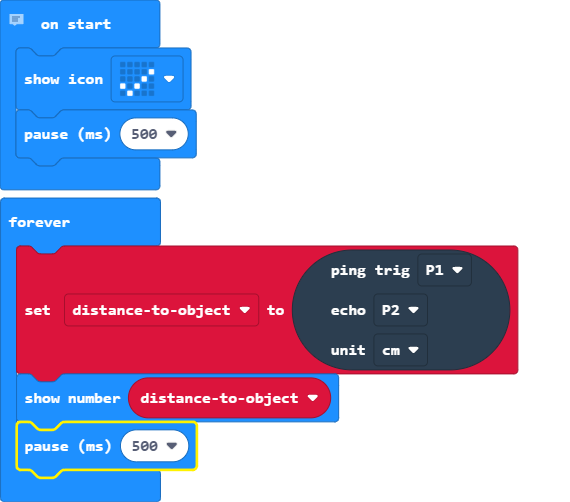 on start
show icon
pause (ms) 500
forever
set distance-to-object to
ping trig P1
echo P2
unit cm
show number distance-to-object
pause (ms) 500